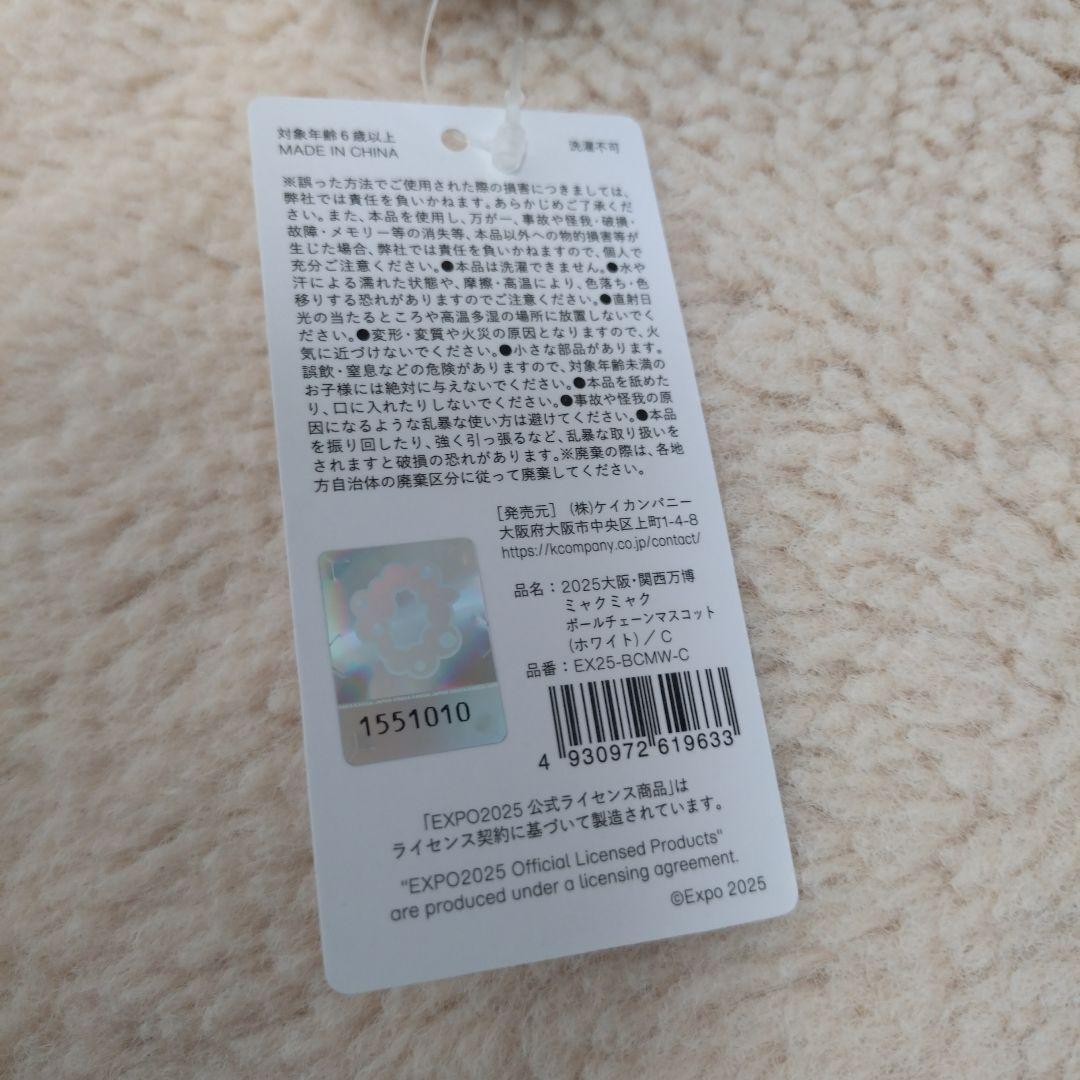 対象年齢6歳以上
MADE IN CHINA
洗濯不可
※誤った方法でご使用された際の損害につきましては、
弊社では責任を負いかねます。あらかじめご了承くだ
さい。また、本品を使用し、万が一、事故や怪我・破損・
故障・メモリー等の消失等、本品以外への物的損害等が
生じた場合、弊社では責任を負いかねますので、個人で
充分ご注意ください。●本品は洗濯できません。●水や
汗による濡れた状態や、摩擦・高温により、色落ち・色
移りする恐れがありますのでご注意ください。●直射日
光の当たるところや高温多湿の場所に放置しないでく
ださい。●変形・変質や火災の原因となりますので、火
気に近づけないでください。●小さな部品があります。
誤飲・窒息などの危険がありますので、対象年齢未満の
お子様には絶対に与えないでください。●本品を舐めた
り、口に入れたりしないでください。●事故や怪我の原
因になるような乱暴な使い方は避けてください。●本品
を振り回したり、強く引っ張るなど、乱暴な取り扱いを
されますと破損の恐れがあります。※廃棄の際は、各地
方自治体の廃棄区分に従って廃棄してください。
[発売元] (株)ケイカンパニー
大阪府大阪市中央区上町1-4-8
https://kcompany.co.jp/contact/
品名：2025大阪・関西万博
ミャクミャク
ボールチェーンマスコット
(ホワイト)／C
品番：EX25-BCMW-C
1551010
4 930972 619633
「EXPO2025 公式ライセンス商品」は
ライセンス契約に基づいて製造されています。
"EXPO2025 Official Licensed Products"
are produced under a licensing agreement.
©Expo 2025